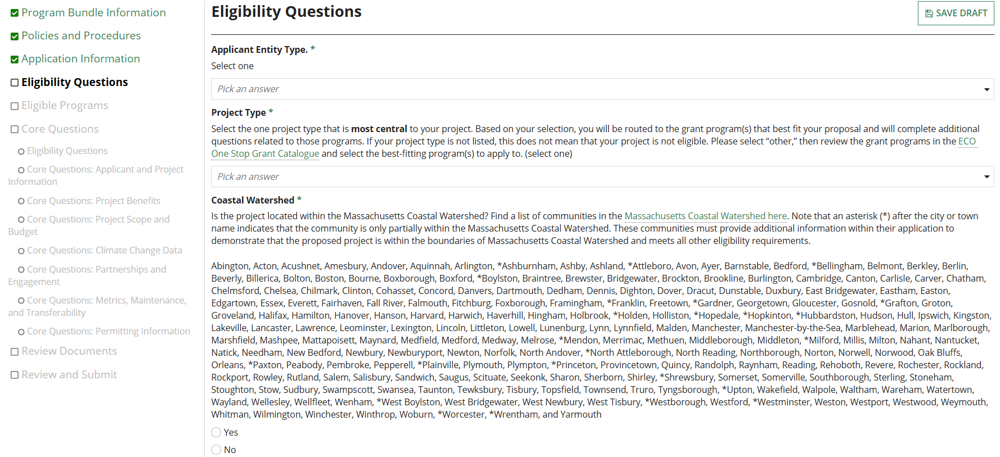 Program Bundle Information
Policies and Procedures
Application Information
Eligibility Questions
Eligible Programs
Core Questions
Eligibility Questions
Core Questions: Applicant and Project
Information
Core Questions: Project Benefits
Core Questions: Project Scope and
Budget
Core Questions: Climate Change Data
Core Questions: Partnerships and
Engagement
Core Questions: Metrics, Maintenance,
and Transferability
Core Questions: Permitting Information
Review Documents
Review and Submit
Eligibility Questions
SAVE DRAFT
Applicant Entity Type. *
Select one
Pick an answer
Project Type *
Select the one project type that is most central to your project. Based on your selection, you will be routed to the grant program(s) that best fit your proposal and will complete additional
questions related to those programs. If your project type is not listed, this does not mean that your project is not eligible. Please select “other,” then review the grant programs in the ECO
One Stop Grant Catalogue and select the best-fitting program(s) to apply to. (select one)
Pick an answer
Coastal Watershed *
Is the project located within the Massachusetts Coastal Watershed? Find a list of communities in the Massachusetts Coastal Watershed here. Note that an asterisk (*) after the city or town
name indicates that the community is only partially within the Massachusetts Coastal Watershed. These communities must provide additional information within their application to
demonstrate that the proposed project is within the boundaries of Massachusetts Coastal Watershed and meets all other eligibility requirements.
Abington, Acton, Acushnet, Amesbury, Andover, Aquinnah, Arlington, *Ashburnham, Ashby, Ashland, *Attleboro, Avon, Ayer, Barnstable, Bedford, *Bellingham, Belmont, Berkley, Berlin,
Beverly, Billerica, Bolton, Boston, Bourne, Boxborough, Boxford, *Boylston, Braintree, Brewster, Bridgewater, Brockton, Brookline, Burlington, Cambridge, Canton, Carlisle, Carver, Chatham,
Chelmsford, Chelsea, Chilmark, Clinton, Cohasset, Concord, Danvers, Dartmouth, Dedham, Dennis, Dighton, Dover, Dracut, Dunstable, Duxbury, East Bridgewater, Eastham, Easton,
Edgartown, Essex, Everett, Fairhaven, Fall River, Falmouth, Fitchburg, Foxborough, Framingham, *Franklin, Freetown, *Gardner, Georgetown, Gloucester, Gosnold, *Grafton, Groton,
Groveland, Halifax, Hamilton, Hanover, Hanson, Harvard, Harwich, Haverhill, Hingham, Holbrook, *Holden, Holliston, *Hopedale, *Hopkinton, *Hubbardston, Hudson, Hull, Ipswich, Kingston,
Lakeville, Lancaster, Lawrence, Leominster, Lexington, Lincoln, Littleton, Lowell, Lunenburg, Lynn, Lynnfield, Malden, Manchester, Manchester-by-the-Sea, Marblehead, Marion, Marlborough,
Marshfield, Mashpee, Mattapoisett, Maynard, Medfield, Medford, Medway, Melrose, *Mendon, Merrimac, Methuen, Middleborough, Middleton, *Milford, Millis, Milton, Nahant, Nantucket,
Natick, Needham, New Bedford, Newbury, Newburyport, Newton, Norfolk, North Andover, *North Attleborough, North Reading, Northborough, Norton, Norwell, Norwood, Oak Bluffs,
Orleans, *Paxton, Peabody, Pembroke, Pepperell, *Plainville, Plymouth, Plympton, *Princeton, Provincetown, Quincy, Randolph, Raynham, Reading, Rehoboth, Revere, Rochester, Rockland,
Rockport, Rowley, Rutland, Salem, Salisbury, Sandwich, Saugus, Scituate, Seekonk, Sharon, Sherborn, Shirley, *Shrewsbury, Somerset, Somerville, Southborough, Sterling, Stoneham,
Stoughton, Stow, Sudbury, Swampscott, Swansea, Taunton, Tewksbury, Tisbury, Topsfield, Townsend, Truro, Tyngsborough, *Upton, Wakefield, Walpole, Waltham, Wareham, Watertown,
Wayland, Wellesley, Wellfleet, Wenham, *West Boylston, West Bridgewater, West Newbury, West Tisbury, *Westborough, Westford, *Westminster, Weston, Westport, Westwood, Weymouth,
Whitman, Wilmington, Winchester, Winthrop, Woburn, *Worcester, *Wrentham, and Yarmouth
Yes
No